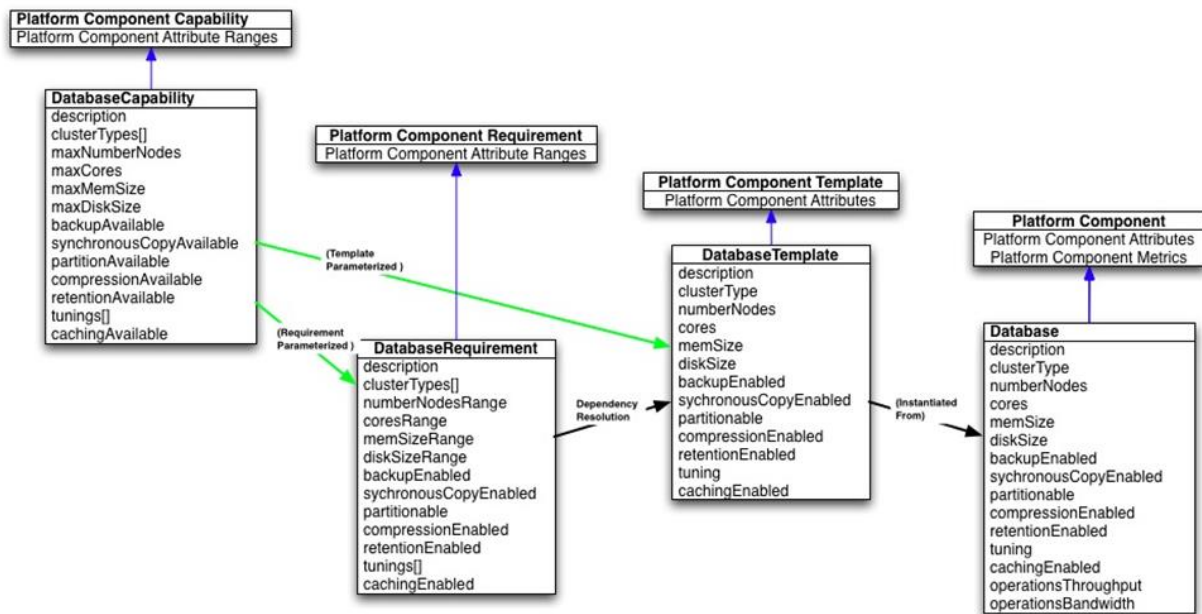 Platform Component Capability
Platform Component Attribute Ranges
DatabaseCapability
description
clusterTypes[]
maxNumberNodes
maxCores
maxMemSize
maxDiskSize
backupAvailable
synchronousCopyAvailable
partitionAvailable
compressionAvailable
retentionAvailable
tunings[]
cachingAvailable
(Template
Parameterized )
(Requirement
Parameterized )
Platform Component Requirement
Platform Component Attribute Ranges
DatabaseRequirement
description
clusterTypes[]
numberNodesRange
coresRange
memSizeRange
diskSizeRange
backupEnabled
sychronousCopyEnabled
partitionable
compressionEnabled
retentionEnabled
tunings[]
cachingEnabled
Dependency
Resolution
Platform Component Template
Platform Component Attributes
DatabaseTemplate
description
clusterType
numberNodes
cores
memSize
diskSize
backupEnabled
sychronousCopyEnabled
partitionable
compressionEnabled
retentionEnabled
tuning
cachingEnabled
(Instantiated
From)
Platform Component
Platform Component Attributes
Platform Component Metrics
Database
description
clusterType
numberNodes
cores
memSize
diskSize
backupEnabled
sychronousCopyEnabled
partitionable
compressionEnabled
retentionEnabled
tuning
cachingEnabled
operationsThroughput
operationsBandwidth